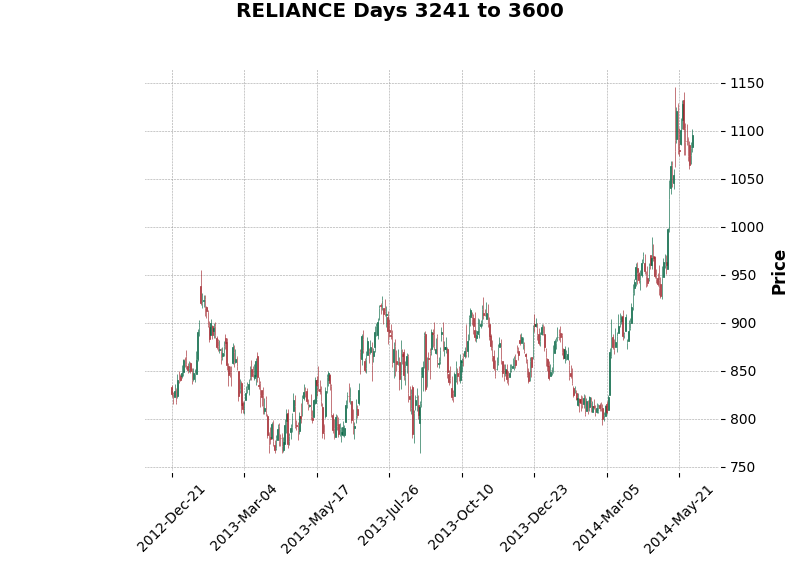 RELIANCE Days 3241 to 3600
1150
1100
1050
1000
950
900
850
800
750
Price
2012-Dec-21
2013-Mar-04
2013-May-17
2013-Jul-26
2013-Oct-10
2013-Dec-23
2014-Mar-05
2014-May-21